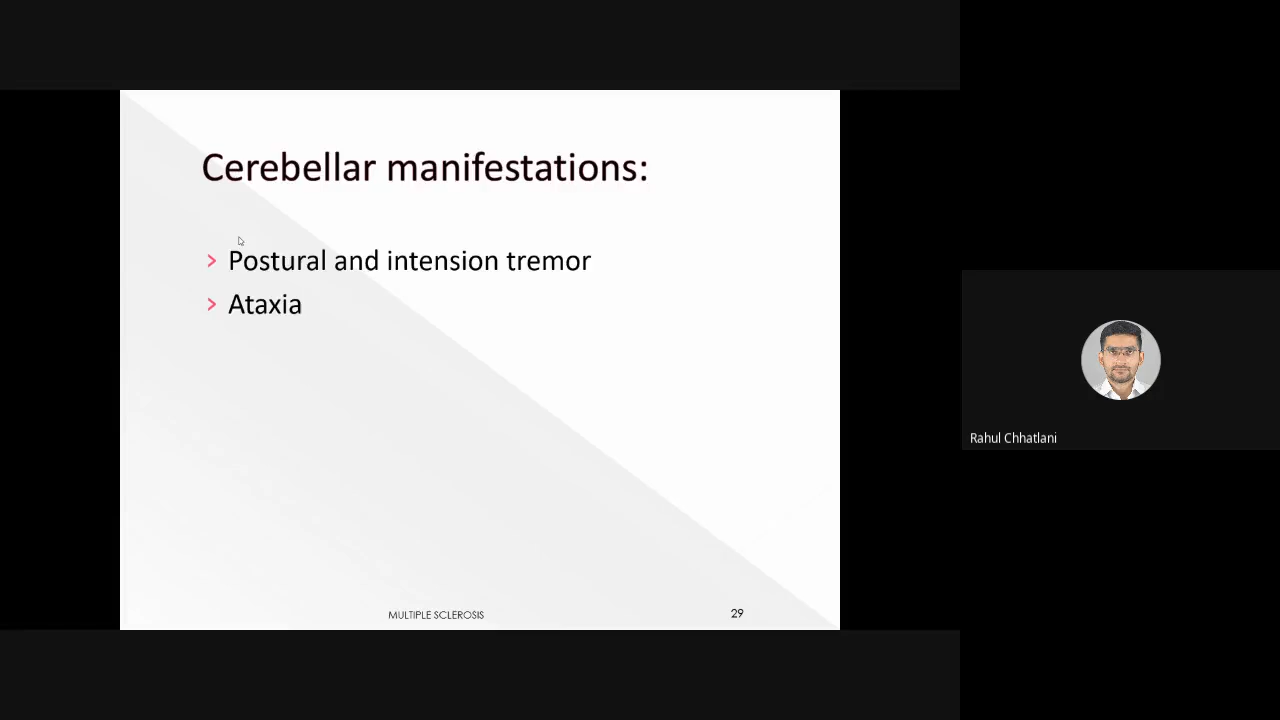 Cerebellar manifestations:
› Postural and intension tremor
› Ataxia
MULTIPLE SCLEROSIS
29
Rahul Chhatlani